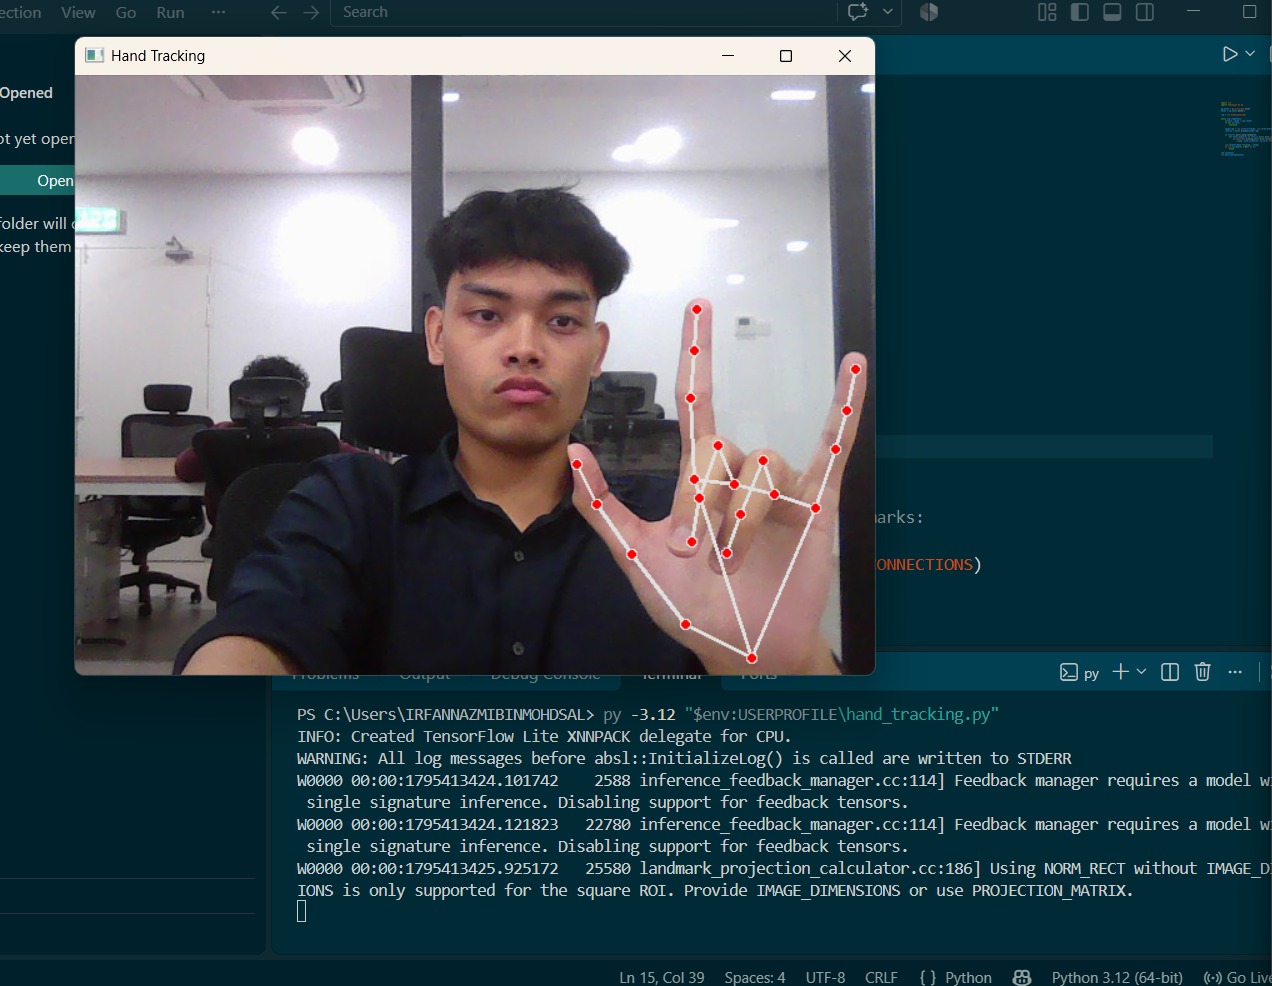 View Go Run ... Search
Hand Tracking
Opened
Open
folder will
keep them
arks:
ONNECTIONS)
py
PS C:\Users\IRFANNAZMIBINMOHDSAL> py -3.12 "$env:USERPROFILE\hand_tracking.py"
INFO: Created TensorFlow Lite XNNPACK delegate for CPU.
WARNING: All log messages before absl::InitializeLog() is called are written to STDERR
W0000 00:00:1795413424.101742 2588 inference_feedback_manager.cc:114] Feedback manager requires a model wi
single signature inference. Disabling support for feedback tensors.
W0000 00:00:1795413424.121823 22780 inference_feedback_manager.cc:114] Feedback manager requires a model wi
single signature inference. Disabling support for feedback tensors.
W0000 00:00:1795413425.925172 25580 landmark_projection_calculator.cc:186] Using NORM_RECT without IMAGE_D
IONS is only supported for the square ROI. Provide IMAGE_DIMENSIONS or use PROJECTION_MATRIX.
Ln 15, Col 39 Spaces: 4 UTF-8 CRLF { } Python Python 3.12 (64-bit) Go Live